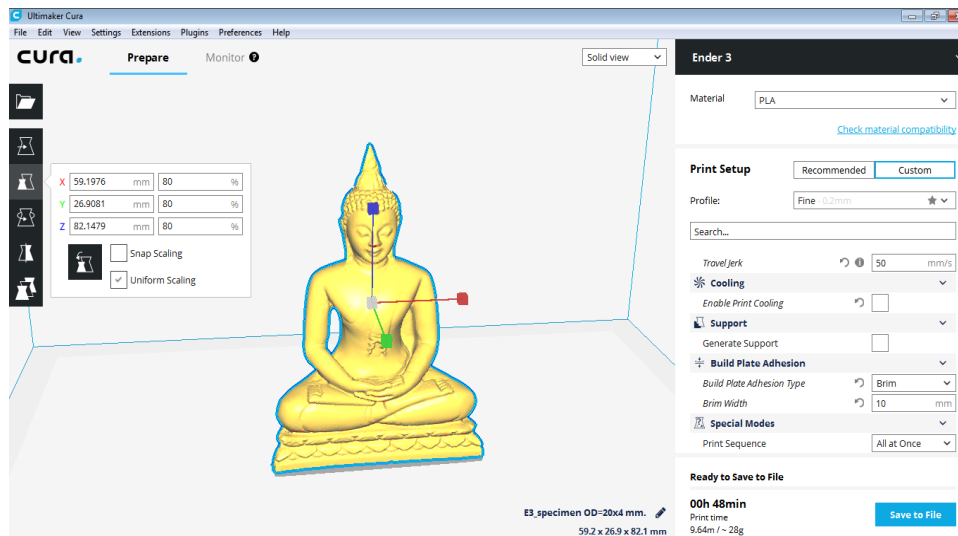 Ultimaker Cura
File Edit View Settings Extensions Plugins Preferences Help
cura. Prepare Monitor ?
Solid view
Ender 3
Material PLA
Check material compatibility
Print Setup Recommended Custom
Profile: Fine - 0.2mm
Search...
Travel Jerk 50 mm/s
Cooling
Enable Print Cooling
Support
Generate Support
Build Plate Adhesion
Build Plate Adhesion Type Brim
Brim Width 10 mm
Special Modes
Print Sequence All at Once
Ready to Save to File
00h 48min
Print time
9.64m / ~ 28g
Save to File
X 59.1976 mm 80 %
Y 26.9081 mm 80 %
Z 82.1479 mm 80 %
Snap Scaling
Uniform Scaling
E3_specimen OD=20x4 mm.
59.2 x 26.9 x 82.1 mm